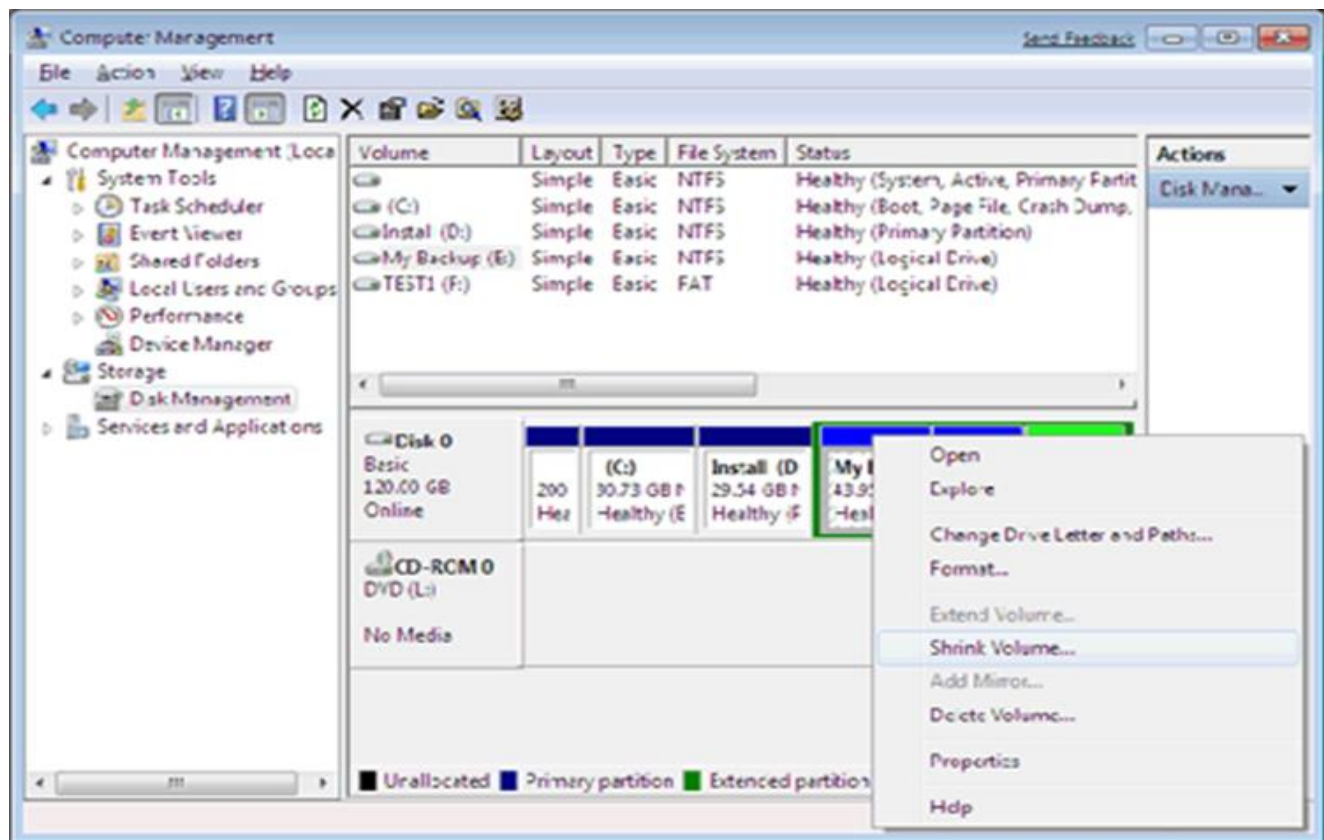 Computer Management
Send Feedback
File Action View Help
Computer Management (Loca
System Tools
Task Scheduler
Event Viewer
Shared Folders
Local Users and Groups
Performance
Device Manager
Storage
Disk Management
Services and Applications
Volume Layout Type File System Status
Simple Basic NTFS Healthy (System, Active, Primary Partit
(C:) Simple Basic NTFS Healthy (Boot, Page File, Crash Dump,
Install (D:) Simple Basic NTFS Healthy (Primary Partition)
My Backup (E:) Simple Basic NTFS Healthy (Logical Drive)
TEST1 (F:) Simple Basic FAT Healthy (Logical Drive)
Actions
Disk Mana...
Disk 0
Basic
120.00 GB
Online
200
Hea
(C:)
30.73 GB N
Healthy (E
Install (D
29.54 GB N
Healthy (F
My
43.9
Heal
CD-ROM 0
DVD (L:)
No Media
Open
Explore
Change Drive Letter and Paths...
Format...
Extend Volume...
Shrink Volume...
Add Mirror...
Delete Volume...
Properties
Help
Unallocated Primary partition Extended partition